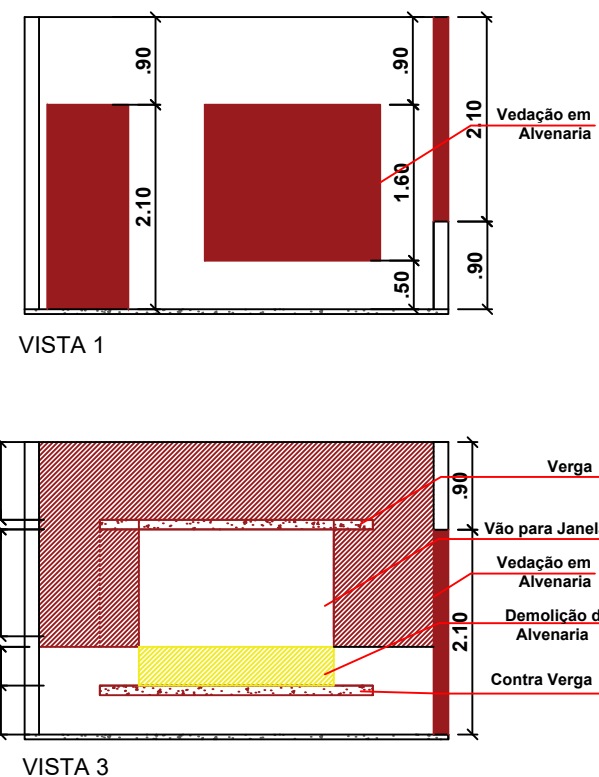 .90
.90
2.10
Vedação em
Alvenaria
2.10
1.60
.90
.50
VISTA 1
.90
Verga
Vão para Janel
Vedação em
Alvenaria
2.10
Demolição d
Alvenaria
Contra Verga
VISTA 3